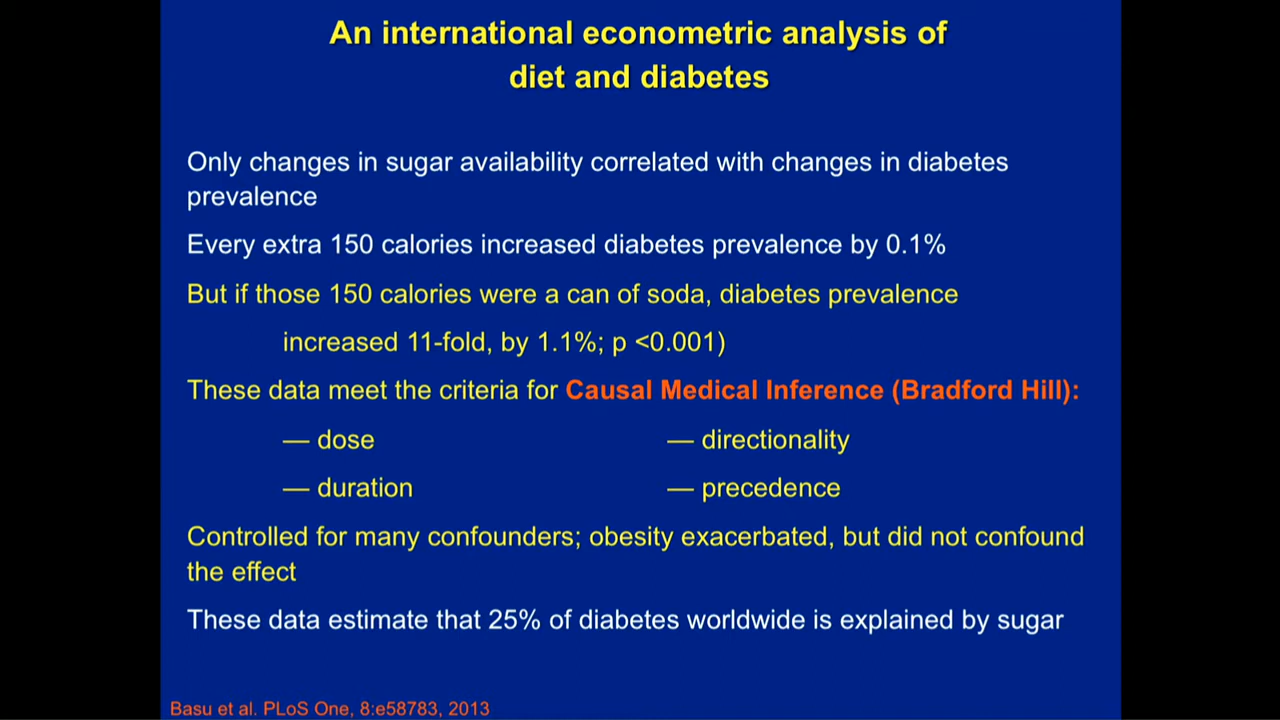 An international econometric analysis of
diet and diabetes
Only changes in sugar availability correlated with changes in diabetes
prevalence
Every extra 150 calories increased diabetes prevalence by 0.1%
But if those 150 calories were a can of soda, diabetes prevalence
increased 11-fold, by 1.1%; p <0.001)
These data meet the criteria for Causal Medical Inference (Bradford Hill):
— dose — directionality
— duration — precedence
Controlled for many confounders; obesity exacerbated, but did not confound
the effect
These data estimate that 25% of diabetes worldwide is explained by sugar
Basu et al. PLoS One, 8:e58783, 2013